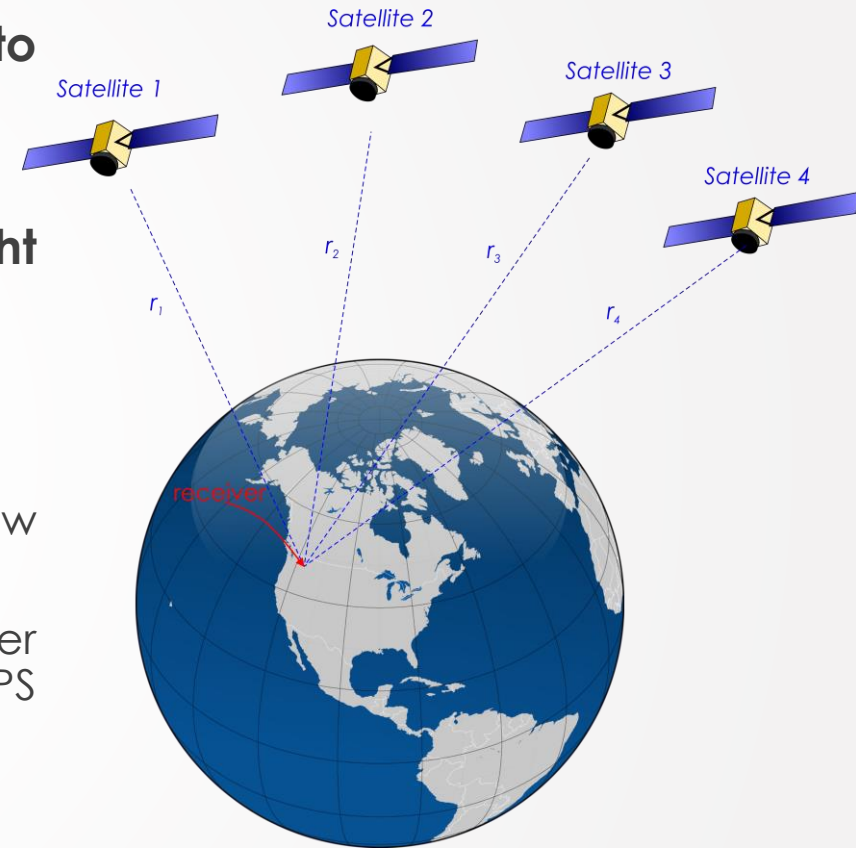 to
Satellite 2
Satellite 3
Satellite 1
Satellite 4
ht
r₂
r₃
r₁
r₄
receiver
w
er
PS